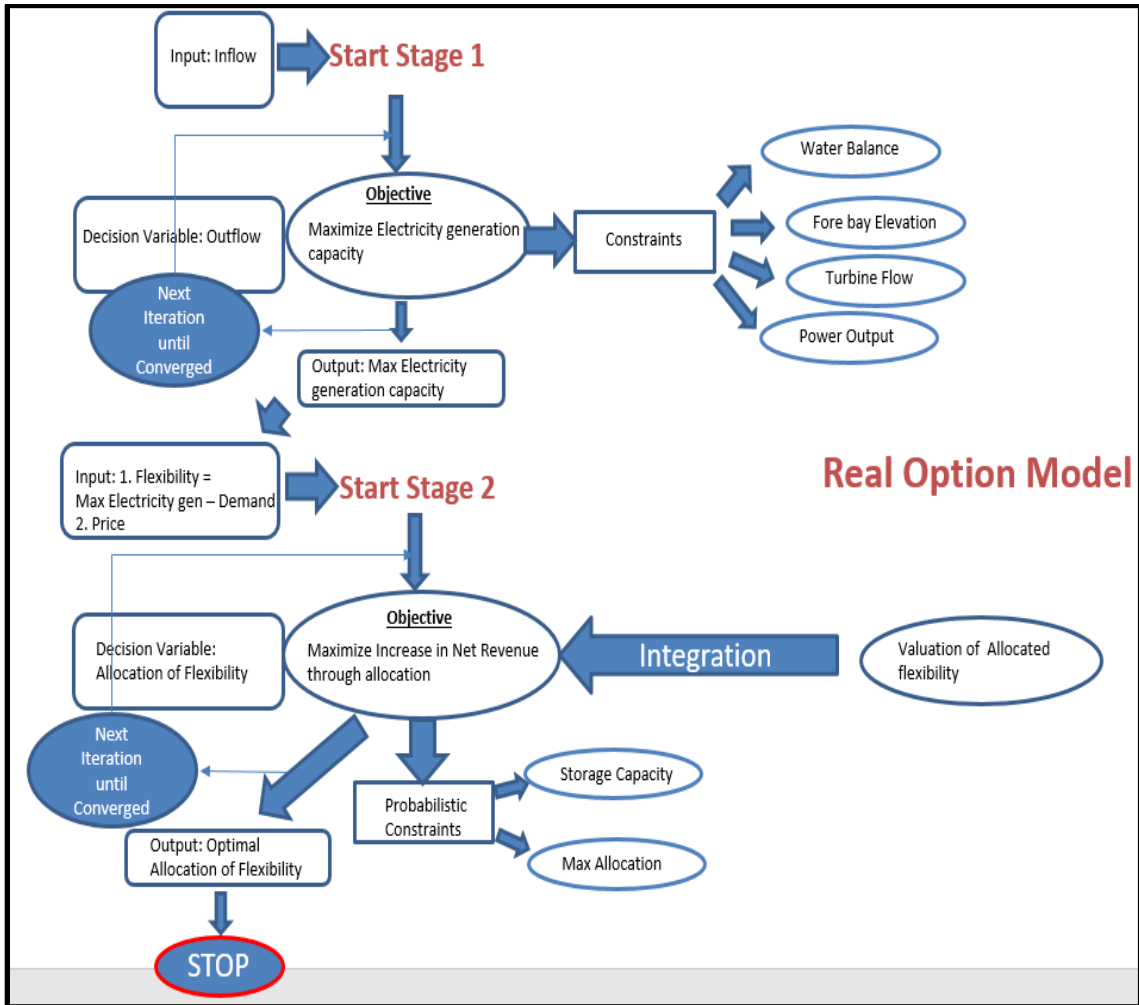 Input: Inflow
Start Stage 1
Objective
Maximize Electricity generation
capacity
Decision Variable: Outflow
Constraints
Water Balance
Fore bay Elevation
Turbine Flow
Power Output
Next
Iteration
until
Converged
Output: Max Electricity
generation capacity
Input: 1. Flexibility =
Max Electricity gen – Demand
2. Price
Start Stage 2
Real Option Model
Objective
Maximize Increase in Net Revenue
through allocation
Decision Variable:
Allocation of Flexibility
Integration
Valuation of Allocated
flexibility
Next
Iteration
until
Converged
Probabilistic
Constraints
Storage Capacity
Max Allocation
Output: Optimal
Allocation of Flexibility
STOP